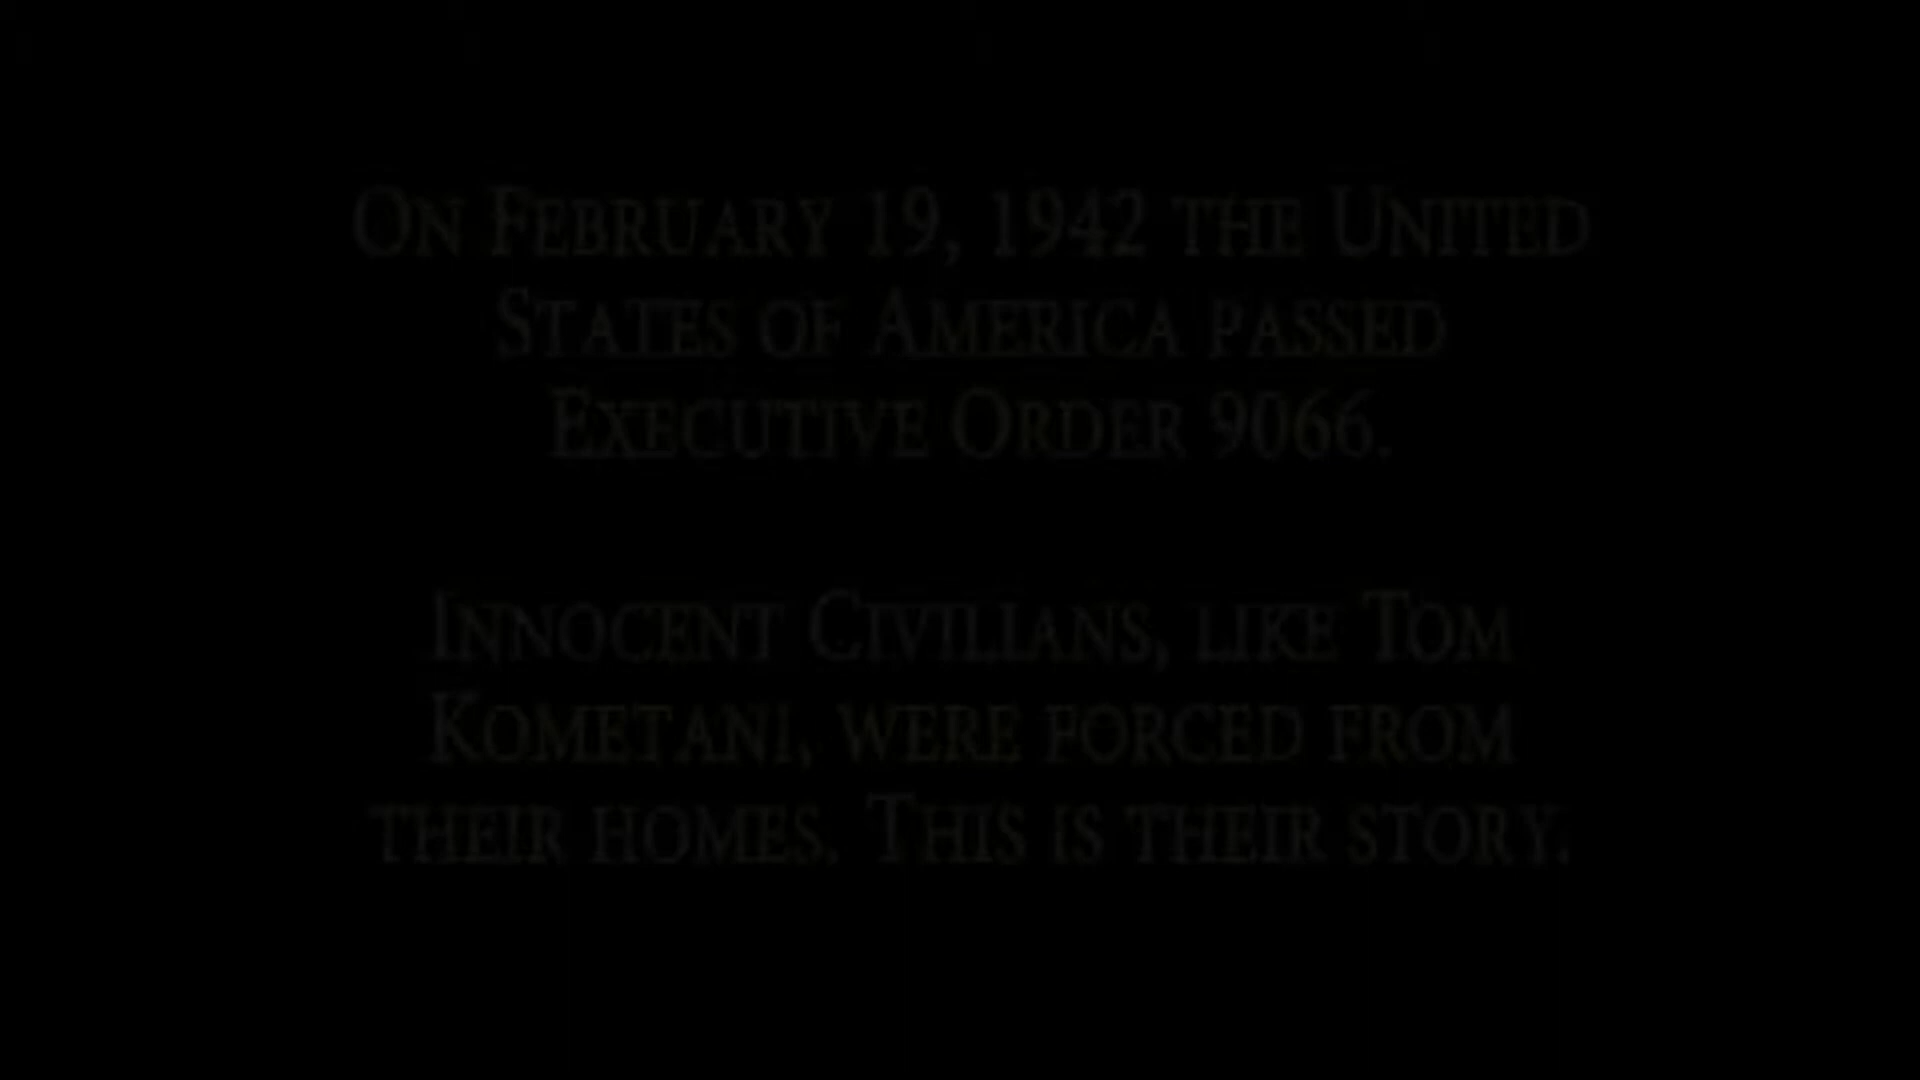 On February 19, 1942 the United
States of America passed
Executive Order 9066.
Innocent Civilians, like Tom
Kometani, were forced from
their homes. This is their story.